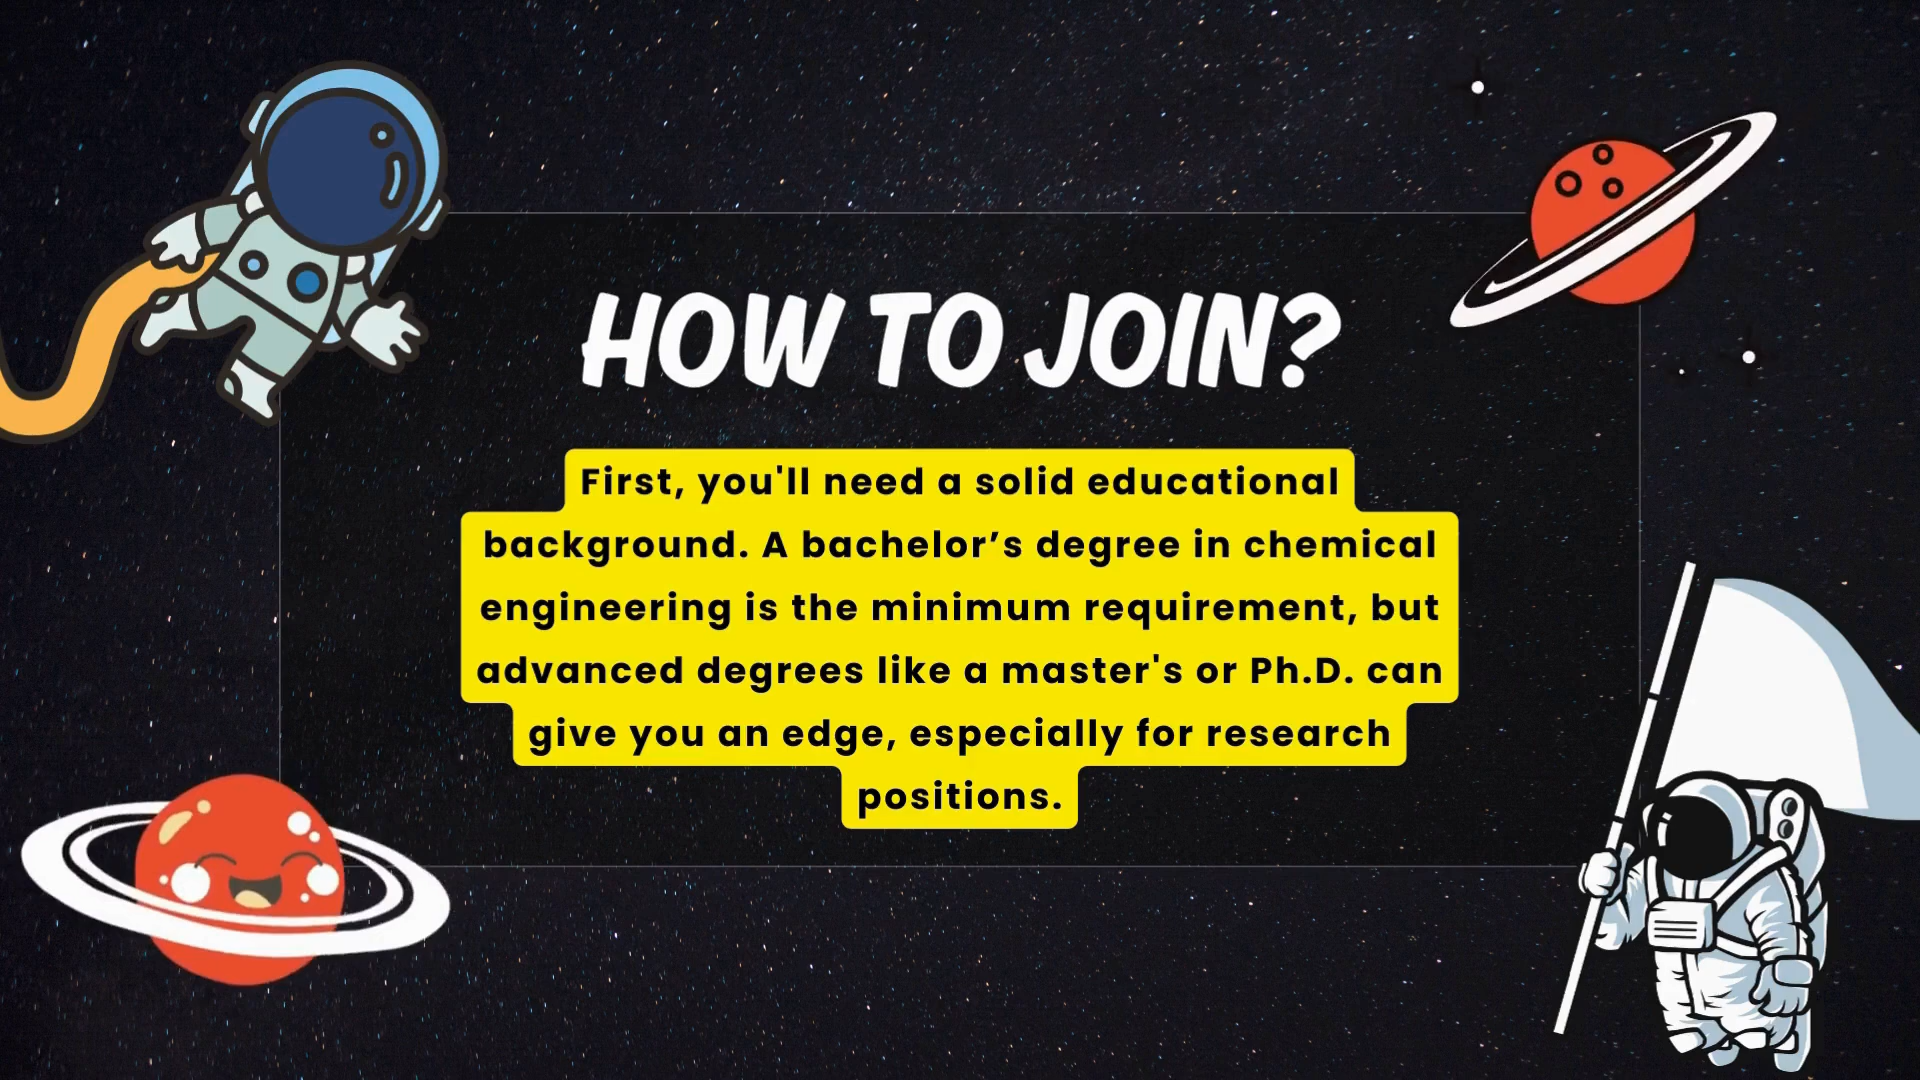 HOW TO JOIN?
First, you'll need a solid educational
background. A bachelor’s degree in chemical
engineering is the minimum requirement, but
advanced degrees like a master's or Ph.D. can
give you an edge, especially for research
positions.